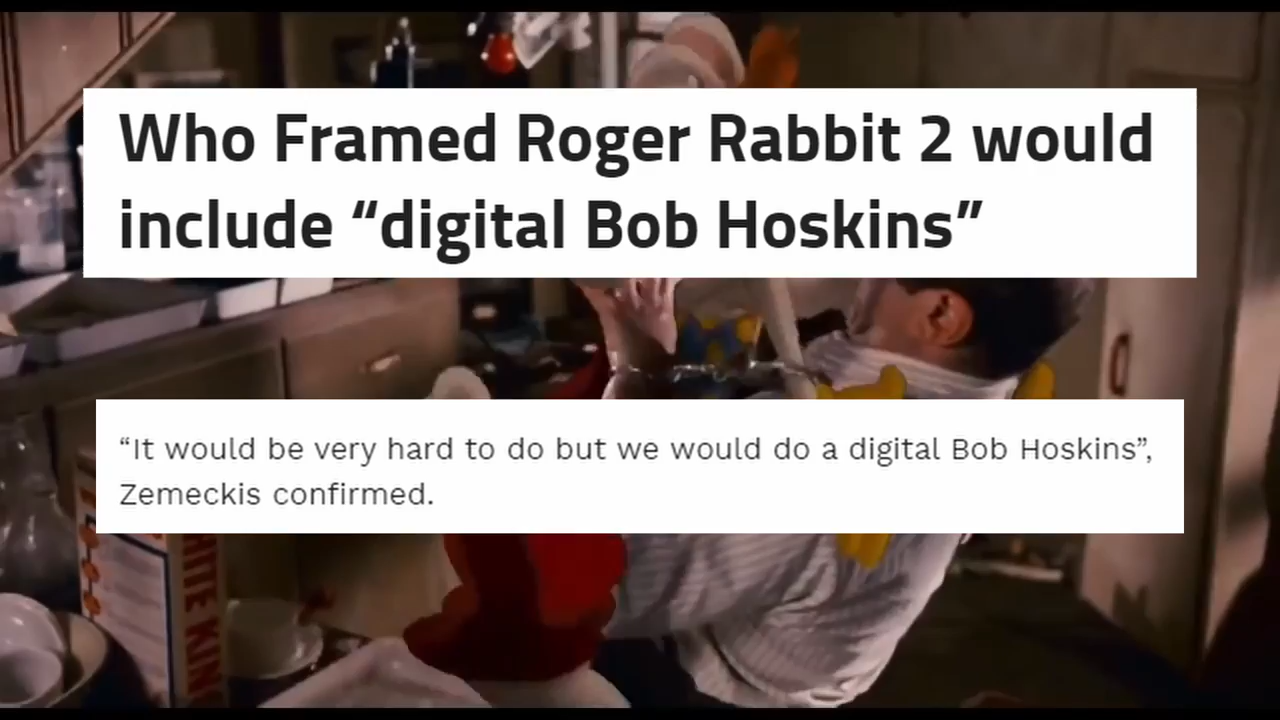 Who Framed Roger Rabbit 2 would
include “digital Bob Hoskins”
“It would be very hard to do but we would do a digital Bob Hoskins”,
Zemeckis confirmed.